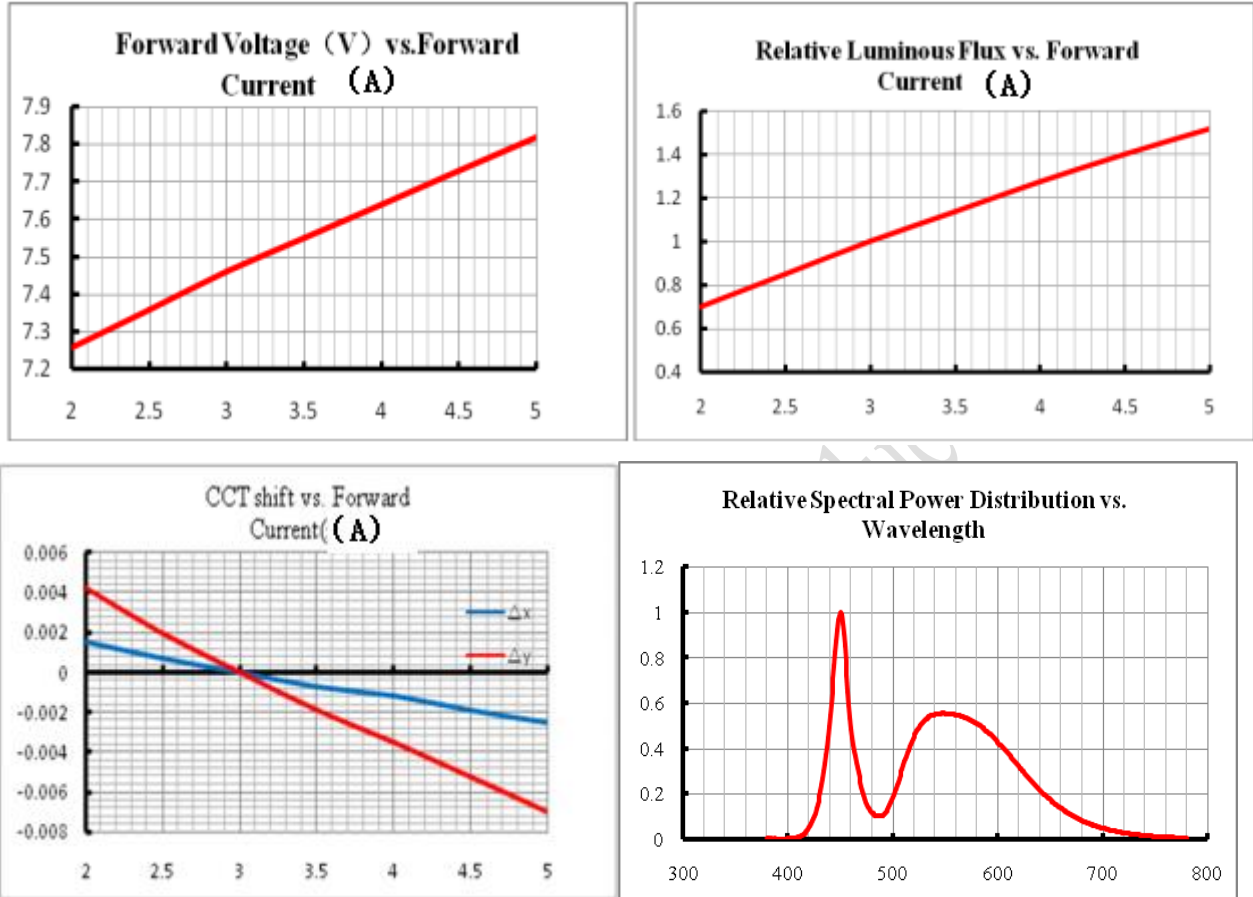 Forward Voltage（V）vs.Forward
Current (A)
7.9
7.8
7.7
7.6
7.5
7.4
7.3
7.2
2 2.5 3 3.5 4 4.5 5
Relative Luminous Flux vs. Forward
Current (A)
1.6
1.4
1.2
1
0.8
0.6
0.4
2 2.5 3 3.5 4 4.5 5
CCT shift vs. Forward
Current( (A)
0.006
0.004
0.002
0
-0.002
-0.004
-0.006
-0.008
Δx
Δy
2 2.5 3 3.5 4 4.5 5
Relative Spectral Power Distribution vs.
Wavelength
1.2
1
0.8
0.6
0.4
0.2
0
300 400 500 600 700 800